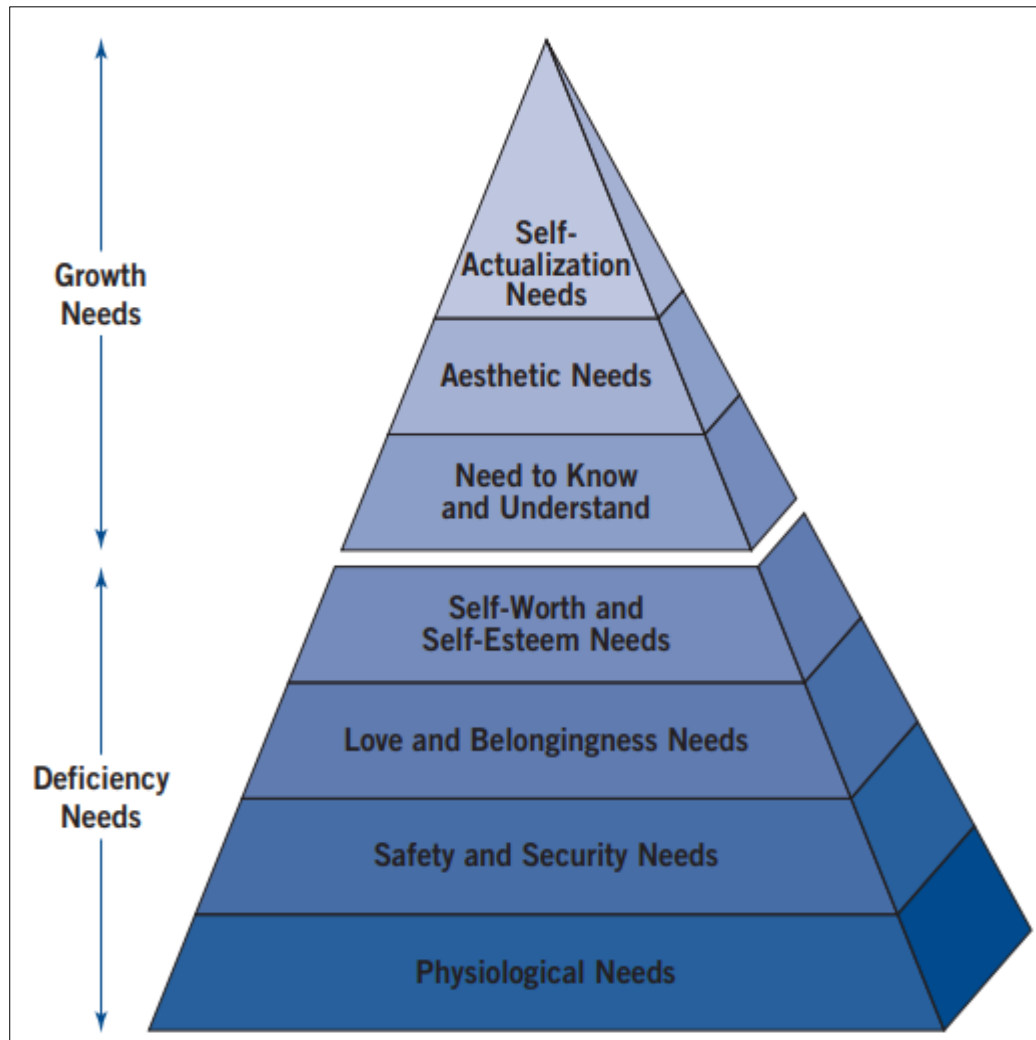 Self-
Actualization
Needs
Growth
Needs
Aesthetic Needs
Need to Know
and Understand
Self-Worth and
Self-Esteem Needs
Love and Belongingness Needs
Deficiency
Needs
Safety and Security Needs
Physiological Needs